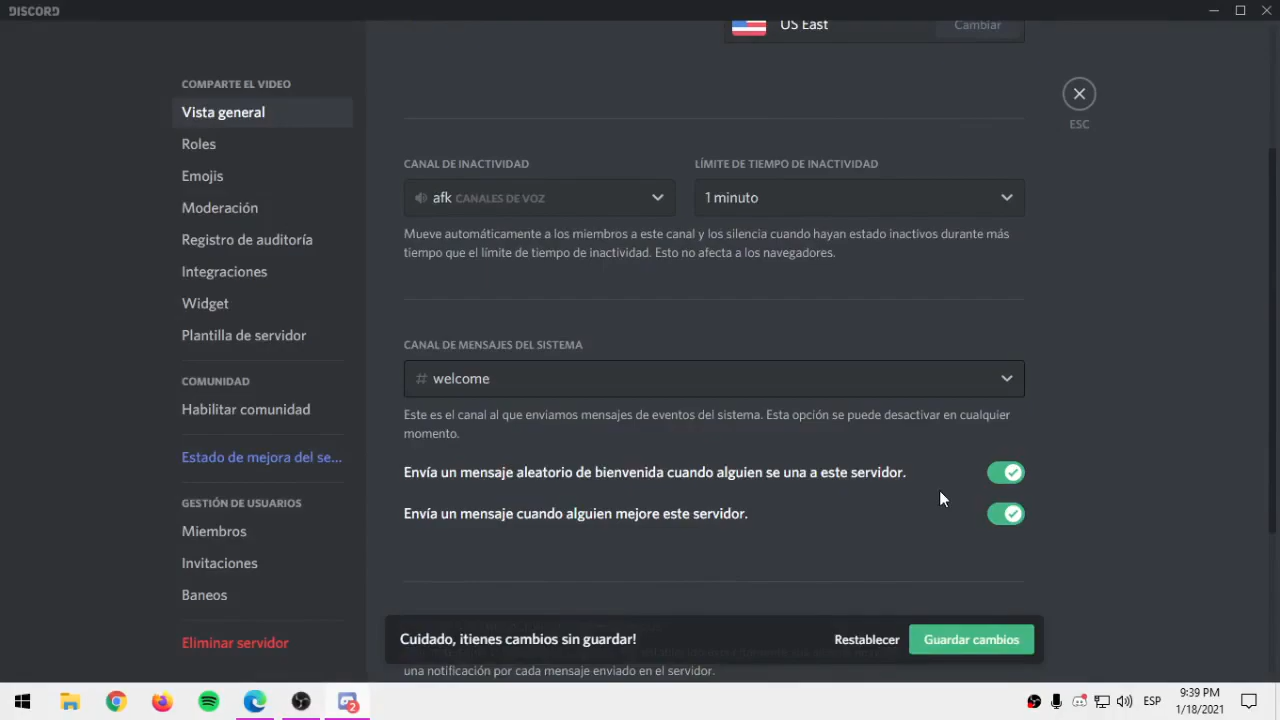 DISCORD
US East
Cambiar
COMPARTE EL VIDEO
Vista general
Roles
Emojis
Moderación
Registro de auditoría
Integraciones
Widget
Plantilla de servidor
COMUNIDAD
Habilitar comunidad
Estado de mejora del se...
GESTIÓN DE USUARIOS
Miembros
Invitaciones
Baneos
Eliminar servidor
ESC
CANAL DE INACTIVIDAD
LÍMITE DE TIEMPO DE INACTIVIDAD
afk CANALES DE VOZ
1 minuto
Mueve automáticamente a los miembros a este canal y los silencia cuando hayan estado inactivos durante más
tiempo que el límite de tiempo de inactividad. Esto no afecta a los navegadores.
CANAL DE MENSAJES DEL SISTEMA
# welcome
Este es el canal al que enviamos mensajes de eventos del sistema. Esta opción se puede desactivar en cualquier
momento.
Envía un mensaje aleatorio de bienvenida cuando alguien se una a este servidor.
Envía un mensaje cuando alguien mejore este servidor.
Cuidado, ¡tienes cambios sin guardar!
Restablecer
Guardar cambios
una notificación por cada mensaje enviado en el servidor.
2
ESP
9:39 PM
1/18/2021